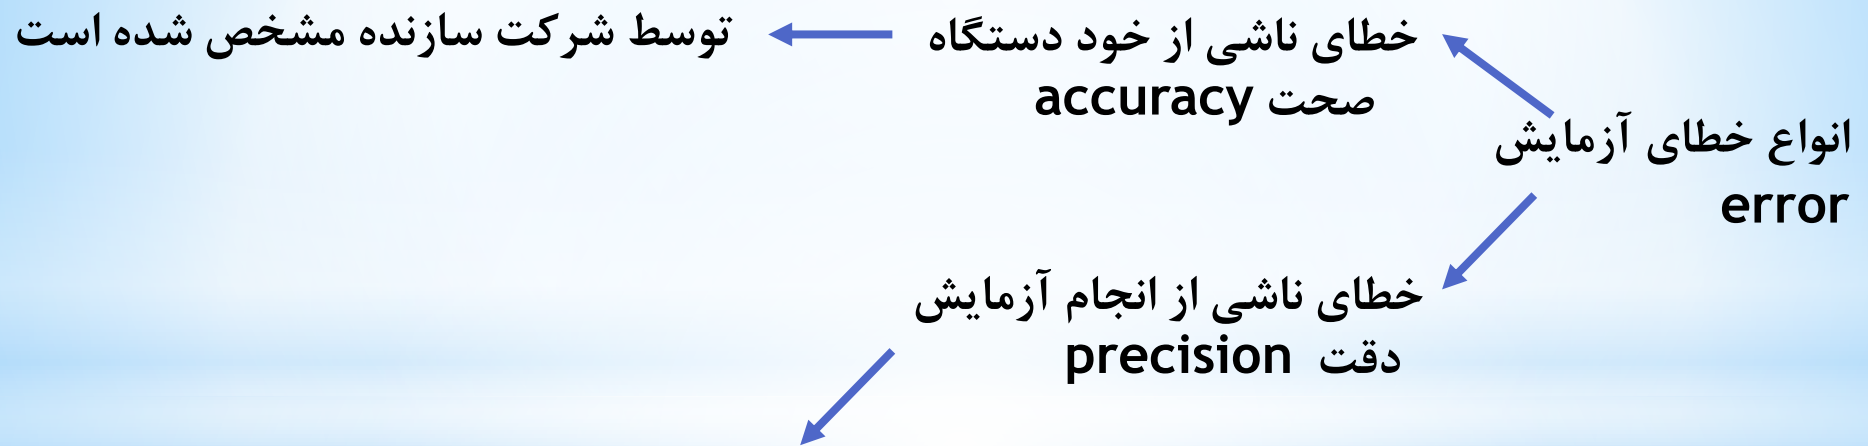 انواع خطای آزمایش
error
خطای ناشی از خود دستگاه
صحت accuracy
توسط شرکت سازنده مشخص شده است
خطای ناشی از انجام آزمایش
دقت precision